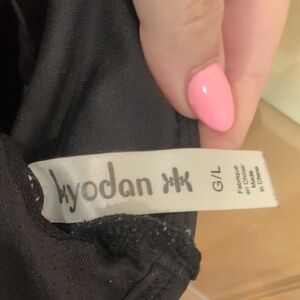 kyodan
G/L
Fabriqué
en Chine/
Made
in China